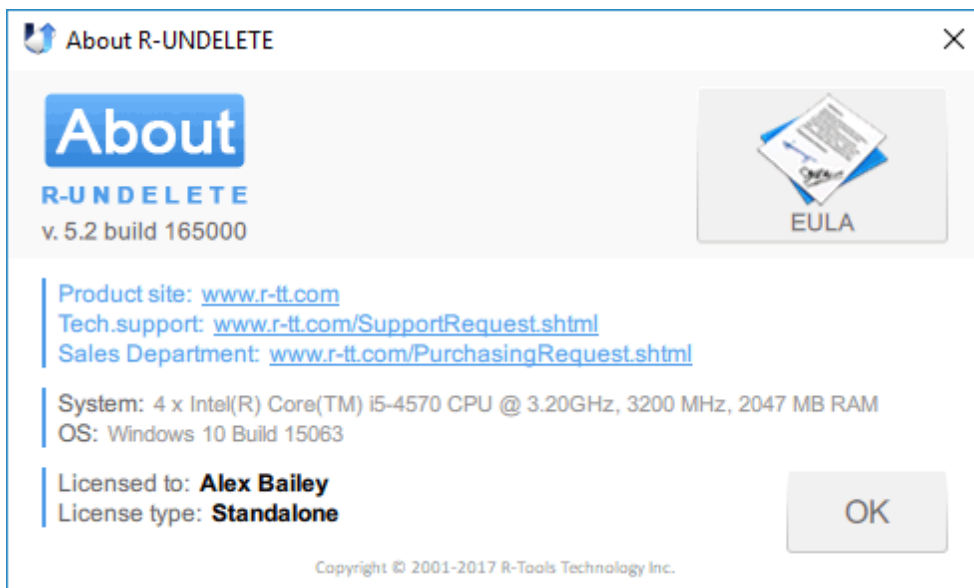 About R-UNDELETE
About
R-UNDELETE
v. 5.2 build 165000
EULA
Product site: www.r-tt.com
Tech.support: www.r-tt.com/SupportRequest.shtml
Sales Department: www.r-tt.com/PurchasingRequest.shtml
System: 4 x Intel(R) Core(TM) i5-4570 CPU @ 3.20GHz, 3200 MHz, 2047 MB RAM
OS: Windows 10 Build 15063
Licensed to: Alex Bailey
License type: Standalone
OK
Copyright © 2001-2017 R-Tools Technology Inc.